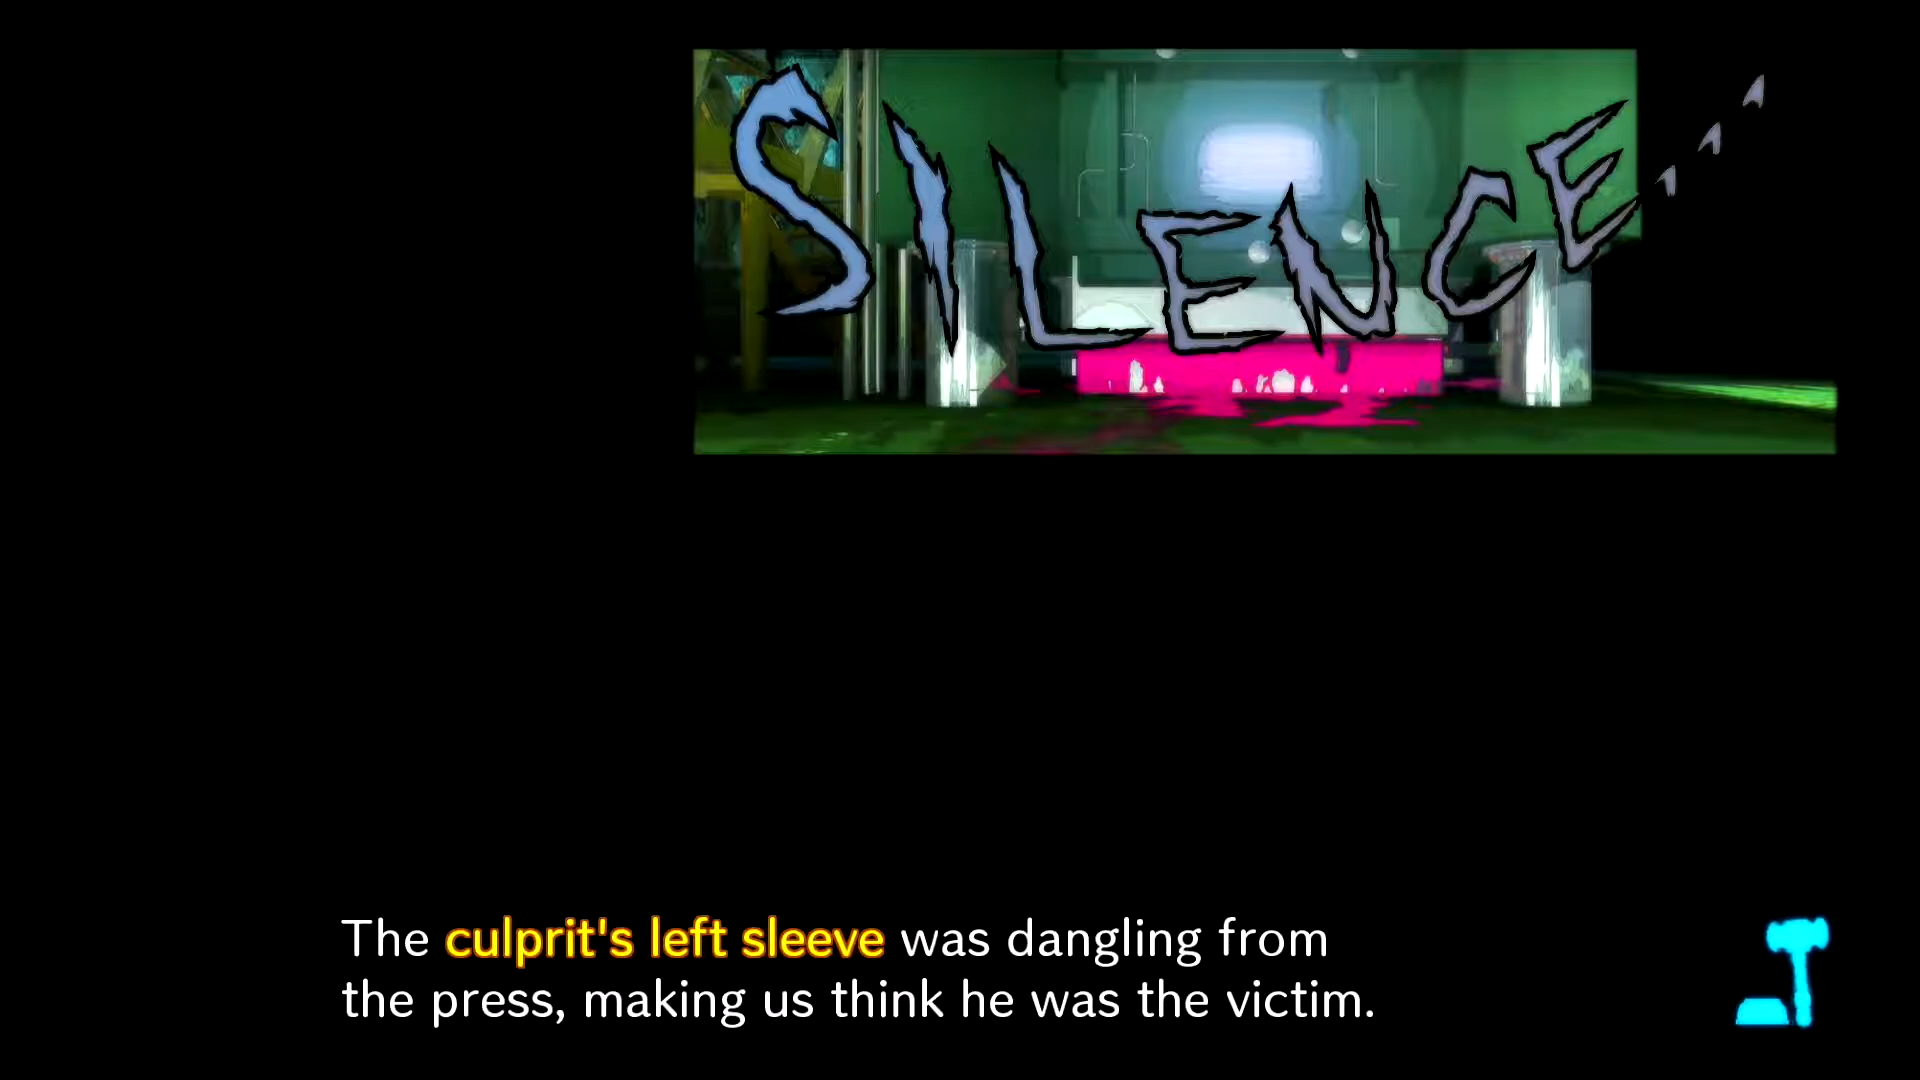 SILENCE
The culprit's left sleeve was dangling from
the press, making us think he was the victim.